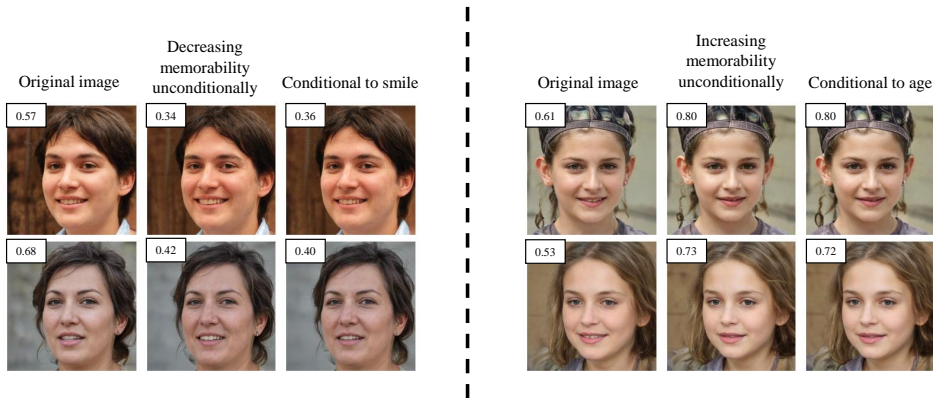 Original image
Decreasing
memorability
unconditionally
Conditional to smile
0.57
0.34
0.36
0.68
0.42
0.40
Original image
Increasing
memorability
unconditionally
Conditional to age
0.61
0.80
0.80
0.53
0.73
0.72